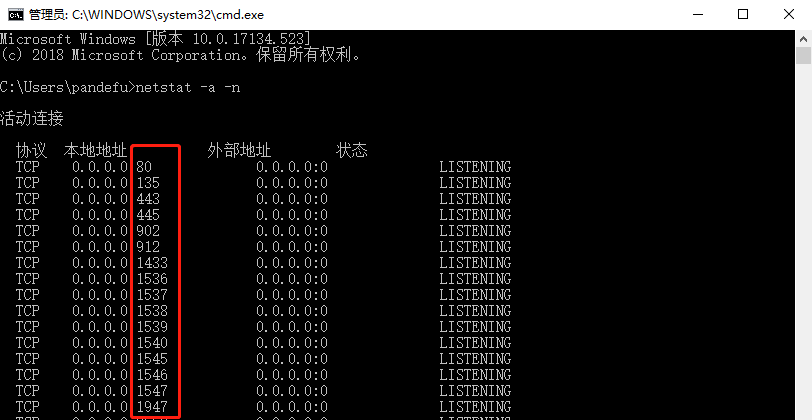 管理员: C:\WINDOWS\system32\cmd.exe
Microsoft Windows [版本 10.0.17134.523]
(c) 2018 Microsoft Corporation。保留所有权利。
C:\Users\pandefu>netstat -a -n
活动连接
协议 本地地址 外部地址 状态
TCP 0.0.0.0 80 0.0.0.0:0 LISTENING
TCP 0.0.0.0 135 0.0.0.0:0 LISTENING
TCP 0.0.0.0 443 0.0.0.0:0 LISTENING
TCP 0.0.0.0 445 0.0.0.0:0 LISTENING
TCP 0.0.0.0 902 0.0.0.0:0 LISTENING
TCP 0.0.0.0 912 0.0.0.0:0 LISTENING
TCP 0.0.0.0 1433 0.0.0.0:0 LISTENING
TCP 0.0.0.0 1536 0.0.0.0:0 LISTENING
TCP 0.0.0.0 1537 0.0.0.0:0 LISTENING
TCP 0.0.0.0 1538 0.0.0.0:0 LISTENING
TCP 0.0.0.0 1539 0.0.0.0:0 LISTENING
TCP 0.0.0.0 1540 0.0.0.0:0 LISTENING
TCP 0.0.0.0 1545 0.0.0.0:0 LISTENING
TCP 0.0.0.0 1546 0.0.0.0:0 LISTENING
TCP 0.0.0.0 1547 0.0.0.0:0 LISTENING
TCP 0.0.0.0 1947 0.0.0.0:0 LISTENING